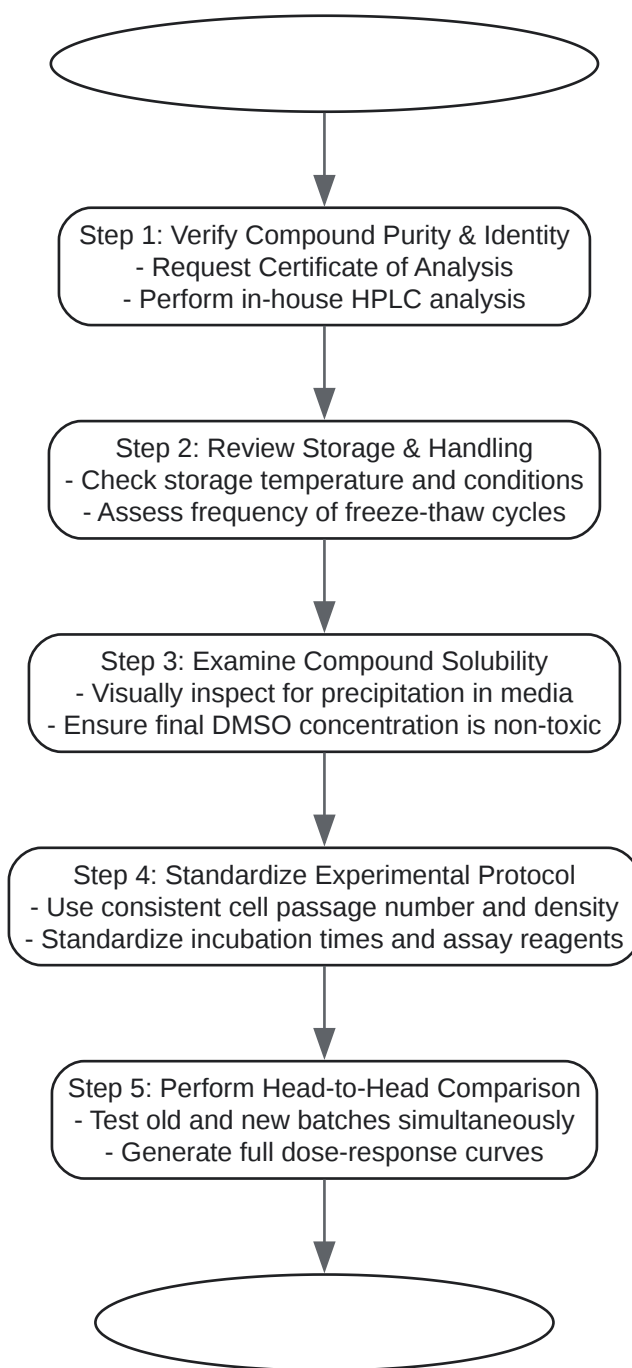 Step 1: Verify Compound Purity & Identity
- Request Certificate of Analysis
- Perform in-house HPLC analysis
Step 2: Review Storage & Handling
- Check storage temperature and conditions
- Assess frequency of freeze-thaw cycles
Step 3: Examine Compound Solubility
- Visually inspect for precipitation in media
- Ensure final DMSO concentration is non-toxic
Step 4: Standardize Experimental Protocol
- Use consistent cell passage number and density
- Standardize incubation times and assay reagents
Step 5: Perform Head-to-Head Comparison
- Test old and new batches simultaneously
- Generate full dose-response curves